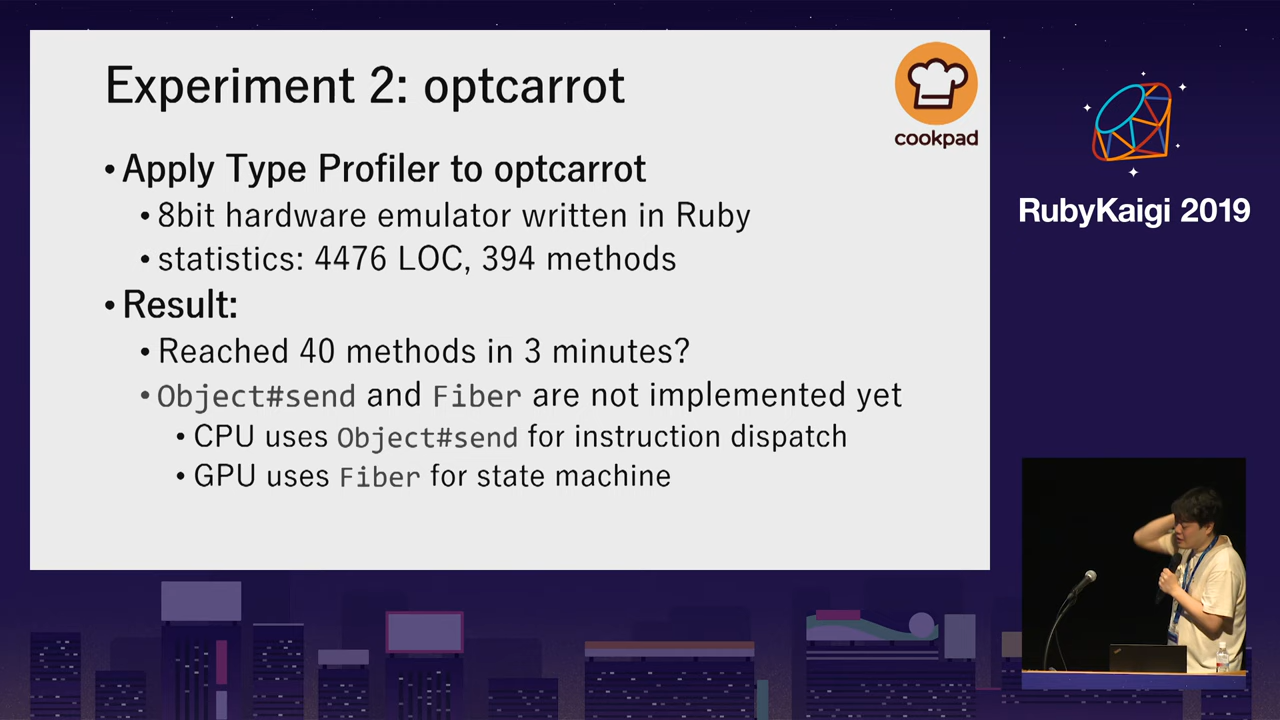 Experiment 2: optcarrot
cookpad
• Apply Type Profiler to optcarrot
• 8bit hardware emulator written in Ruby
• statistics: 4476 LOC, 394 methods
• Result:
• Reached 40 methods in 3 minutes?
• Object#send and Fiber are not implemented yet
• CPU uses Object#send for instruction dispatch
• GPU uses Fiber for state machine
RubyKaigi 2019